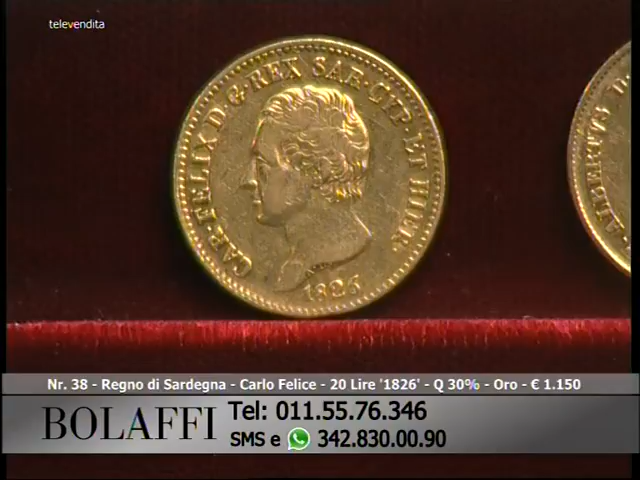 televendita
CAR·FELIX D·G·REX SAR·CYP·ET HIER·
1826
ALBERTVS D.
Nr. 38 - Regno di Sardegna - Carlo Felice - 20 Lire '1826' - Q 30% - Oro - € 1.150
BOLAFFI
Tel: 011.55.76.346
SMS e 342.830.00.90